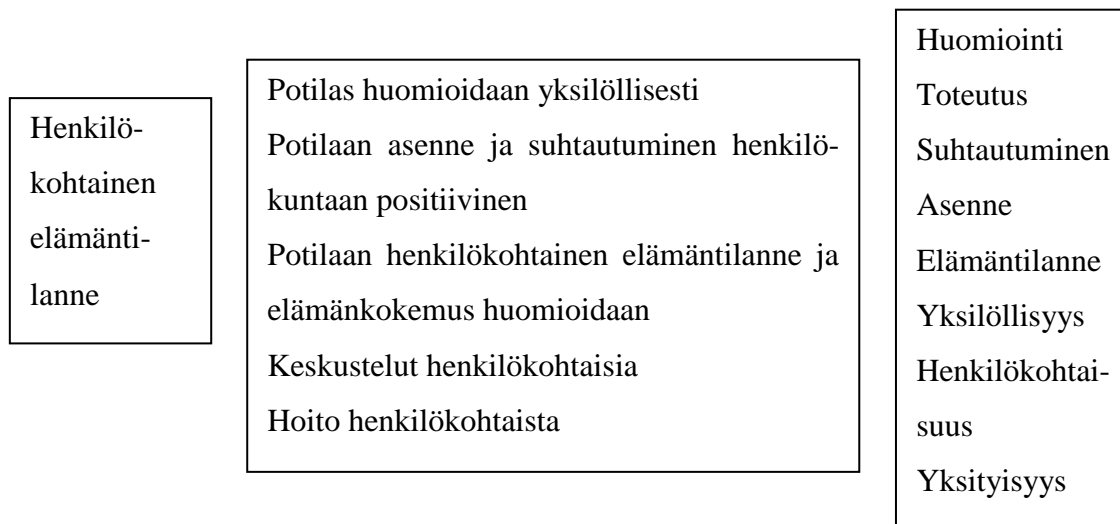 Henkilö-
kohtainen
elämänti-
lanne
Potilas huomioidaan yksilöllisesti
Potilaan asenne ja suhtautuminen henkilö-
kuntaan positiivinen
Potilaan henkilökohtainen elämäntilanne ja
elämänkokemus huomioidaan
Keskustelut henkilökohtaisia
Hoito henkilökohtaista
Huomiointi
Toteutus
Suhtautuminen
Asenne
Elämäntilanne
Yksilöllisyys
Henkilökohtai-
suus
Yksityisyys